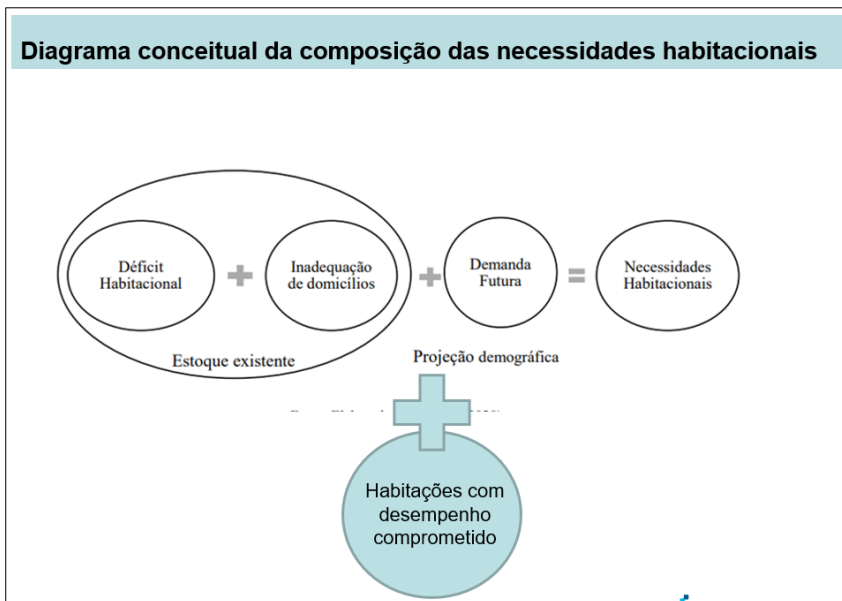 Diagrama conceitual da composição das necessidades habitacionais
Déficit
Habitacional
Inadequação
de domicílios
Demanda
Futura
Necessidades
Habitacionais
Estoque existente
Projeção demográfica
Habitações com
desempenho
comprometido